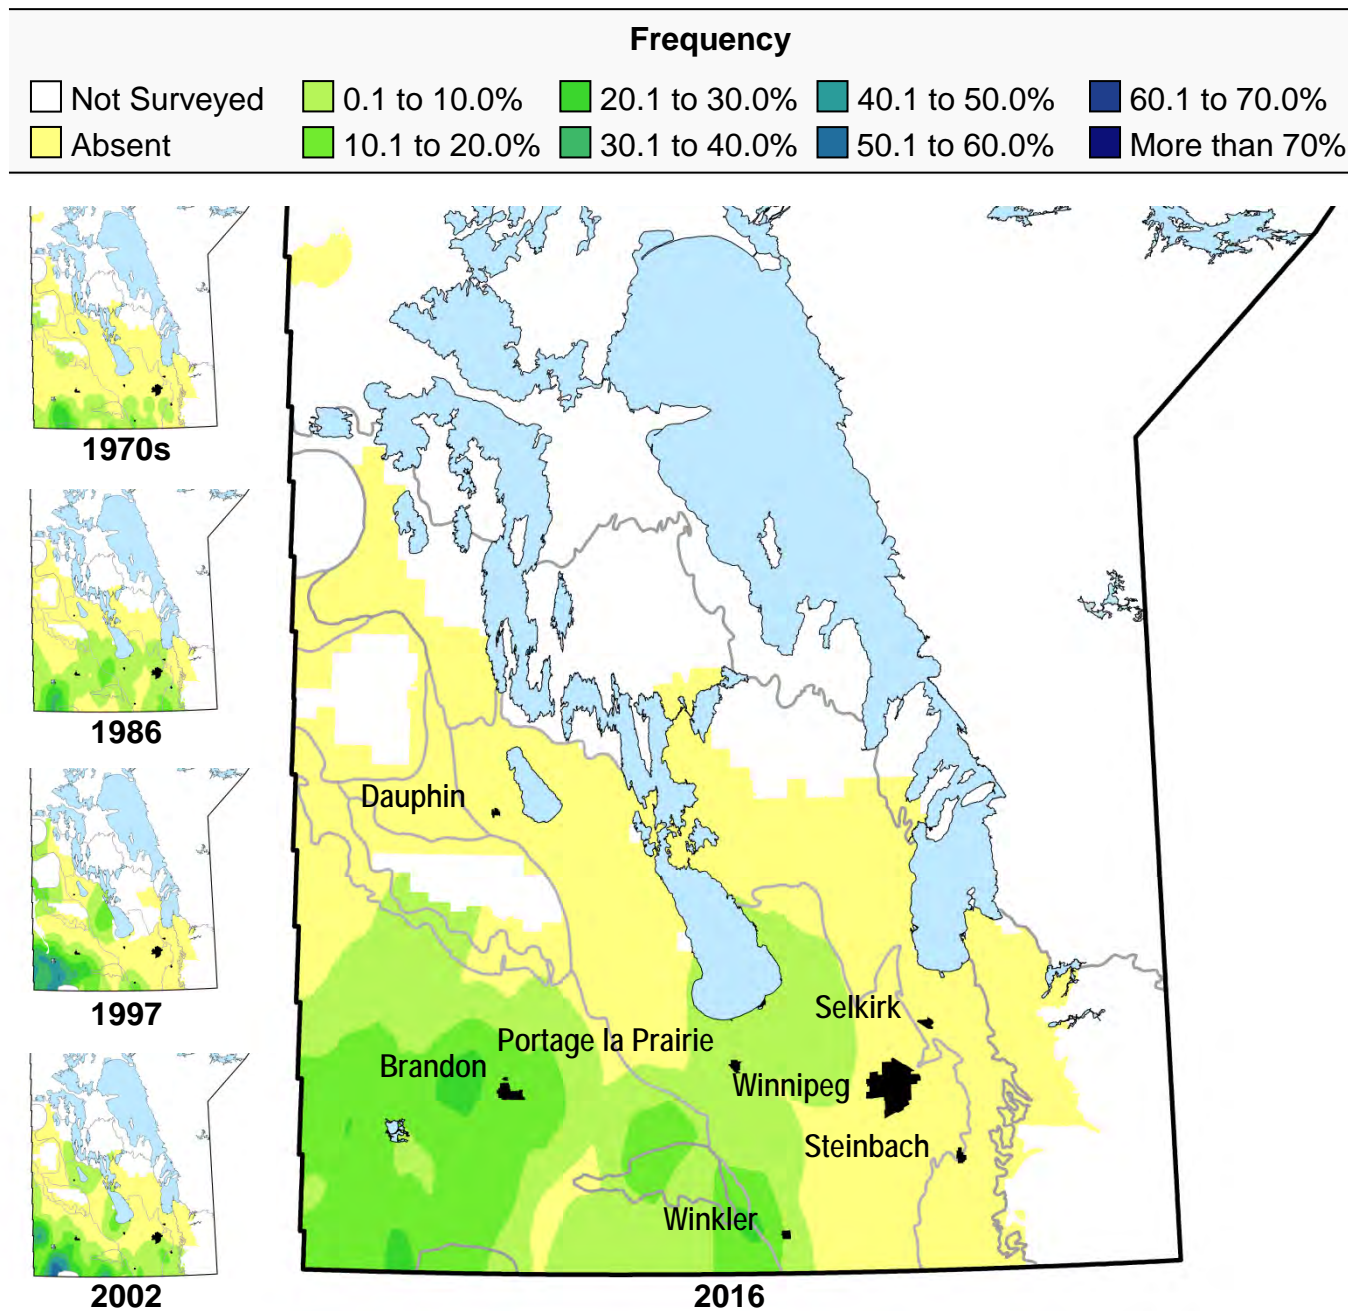 Frequency
Not Surveyed 0.1 to 10.0% 20.1 to 30.0% 40.1 to 50.0% 60.1 to 70.0%
Absent 10.1 to 20.0% 30.1 to 40.0% 50.1 to 60.0% More than 70%
1970s
1986
1997
2002
Dauphin
Selkirk
Portage la Prairie
Brandon
Winnipeg
Steinbach
Winkler
2016